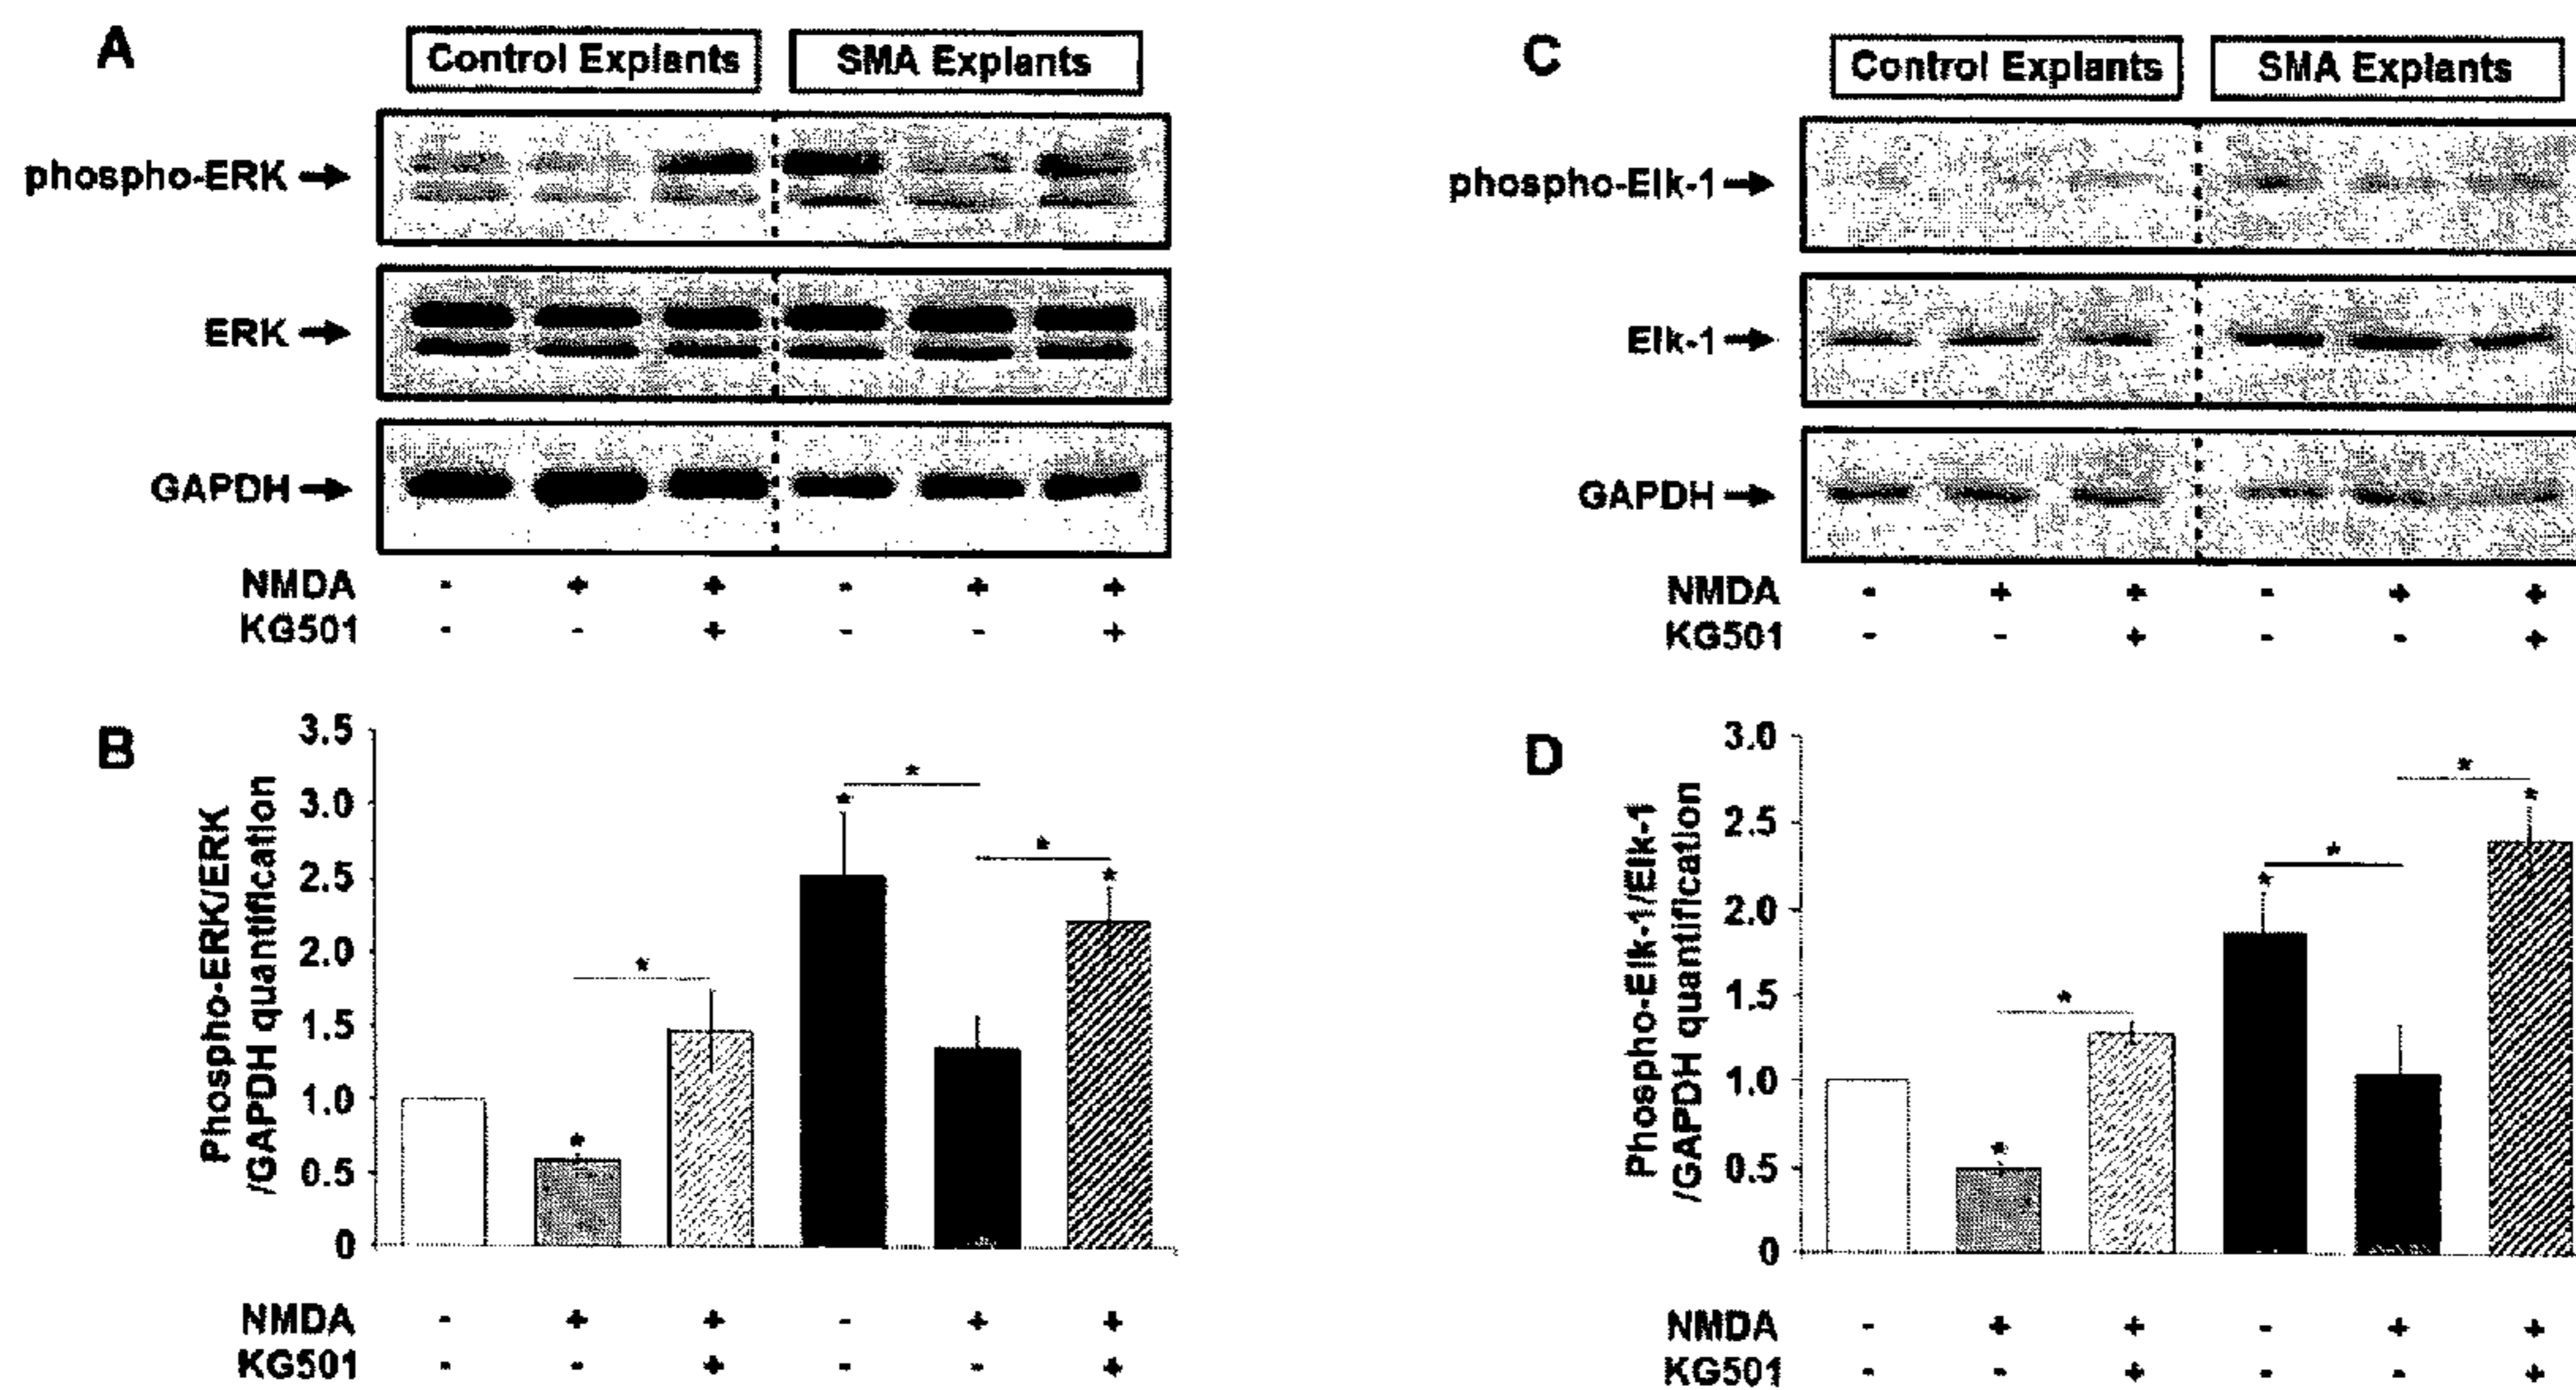 A
Control Explants SMA Explants
phospho-ERK
ERK
GAPDH
NMDA - + + - + +
KG501 - - + - - +
C
Control Explants SMA Explants
phospho-Elk-1
Elk-1
GAPDH
NMDA - + + - + +
KG501 - - + - - +
B
Phospho-ERK/ERK
/GAPDH quantification
3.5
3.0
2.5
2.0
1.5
1.0
0.5
0
* * * * * *
NMDA - + + - + +
KG501 - - + - - +
D
Phospho-Elk-1/Elk-1
/GAPDH quantification
3.0
2.5
2.0
1.5
1.0
0.5
0
* * * * * *
NMDA - + + - + +
KG501 - - + - - +